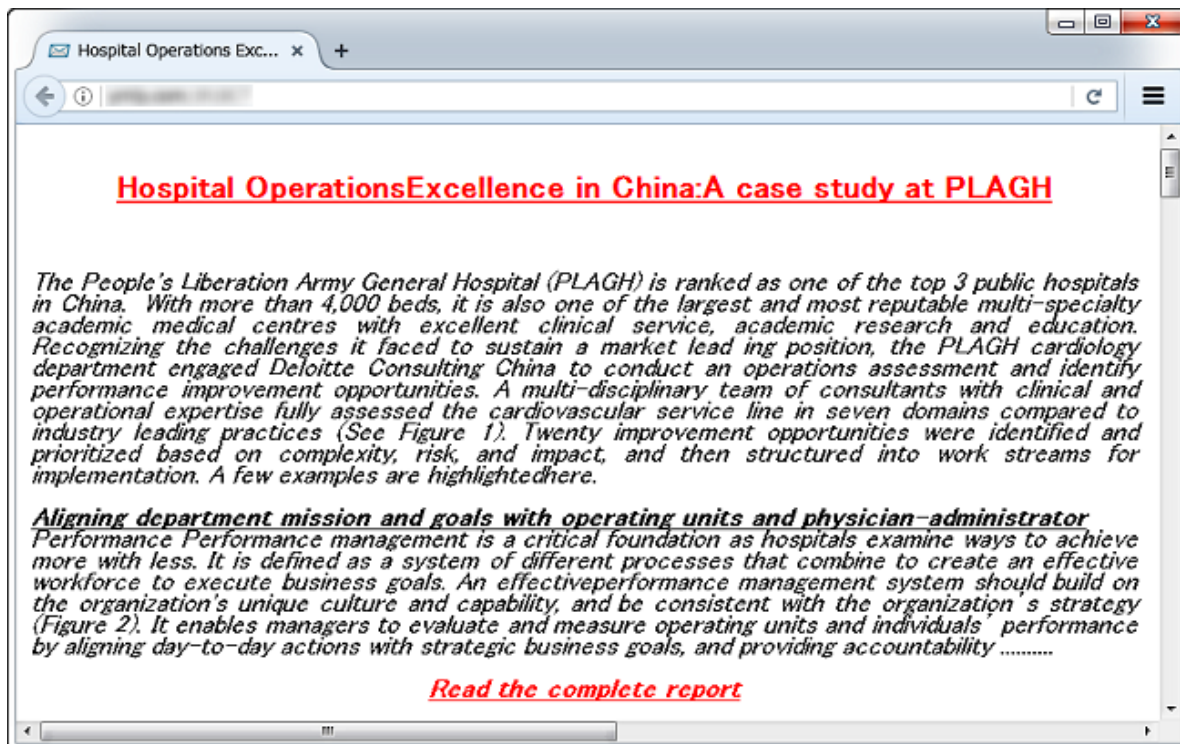 Hospital Operations Exc...
Hospital OperationsExcellence in China:A case study at PLAGH
The People's Liberation Army General Hospital (PLAGH) is ranked as one of the top 3 public hospitals
in China. With more than 4,000 beds, it is also one of the largest and most reputable multi-specialty
academic medical centres with excellent clinical service, academic research and education.
Recognizing the challenges it faced to sustain a market lead ing position, the PLAGH cardiology
department engaged Deloitte Consulting China to conduct an operations assessment and identify
performance improvement opportunities. A multi-disciplinary team of consultants with clinical and
operational expertise fully assessed the cardiovascular service line in seven domains compared to
industry leading practices (See Figure 1). Twenty improvement opportunities were identified and
prioritized based on complexity, risk, and impact, and then structured into work streams for
implementation. A few examples are highlightedhere.
Aligning department mission and goals with operating units and physician-administrator
Performance Performance management is a critical foundation as hospitals examine ways to achieve
more with less. It is defined as a system of different processes that combine to create an effective
workforce to execute business goals. An effectiveperformance management system should build on
the organization's unique culture and capability, and be consistent with the organization's strategy
(Figure 2). It enables managers to evaluate and measure operating units and individuals' performance
by aligning day-to-day actions with strategic business goals, and providing accountability ..........
Read the complete report